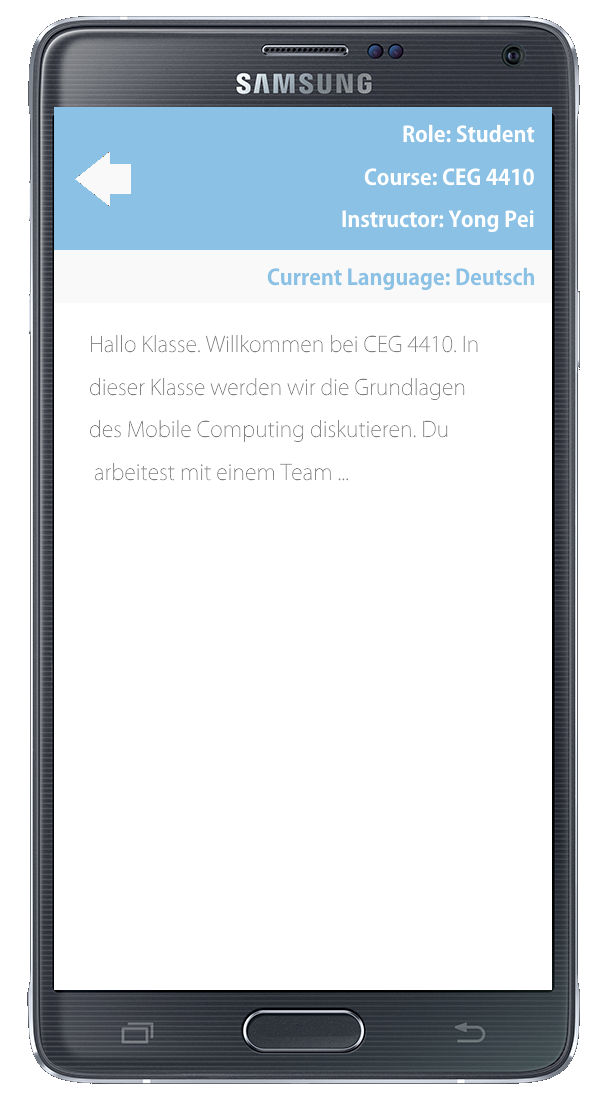 SAMSUNG
Role: Student
Course: CEG 4410
Instructor: Yong Pei
Current Language: Deutsch
Hallo Klasse. Willkommen bei CEG 4410. In
dieser Klasse werden wir die Grundlagen
des Mobile Computing diskutieren. Du
arbeitest mit einem Team ...